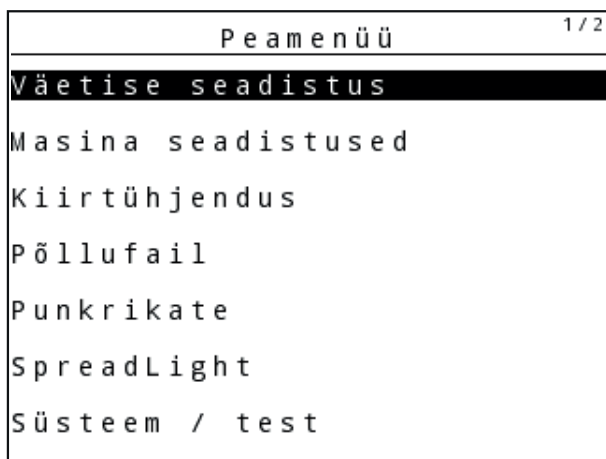 Peamenüü 1/2
Väetise seadistus
Masina seadistused
Kiirtühjendus
Põllufail
Punkrikate
SpreadLight
Süsteem / test